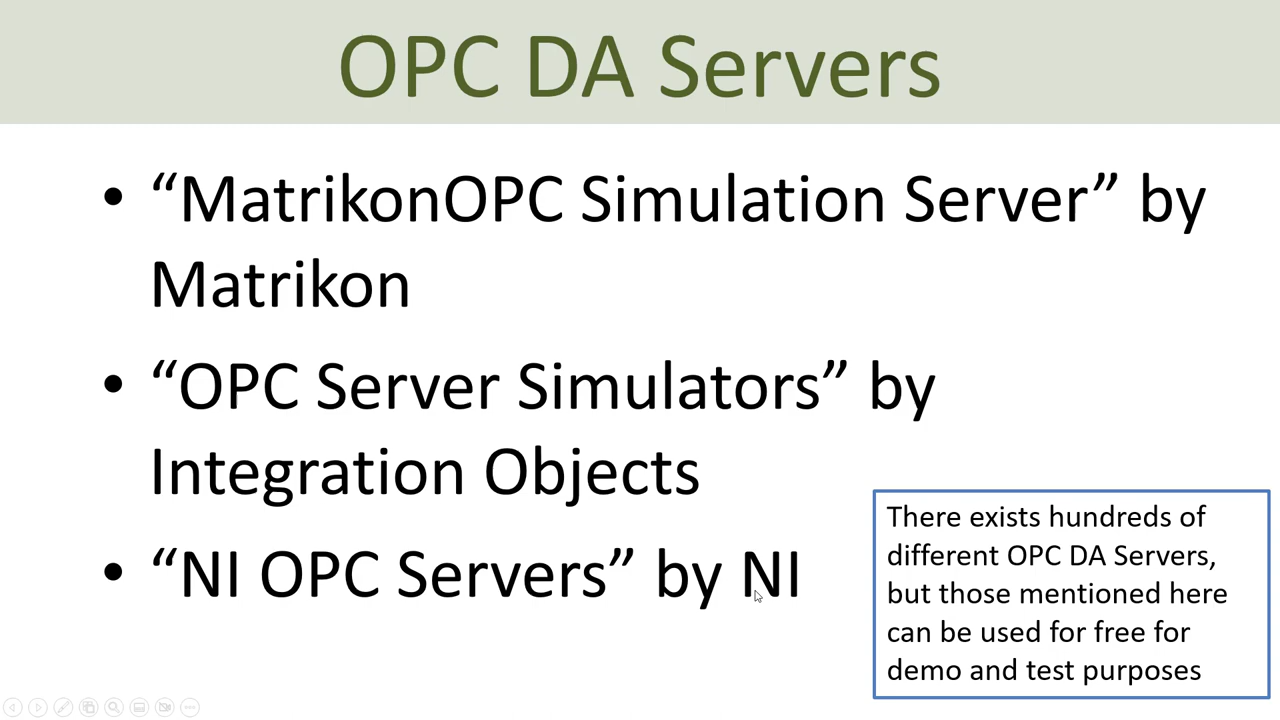 OPC DA Servers
• “MatrikonOPC Simulation Server” by
Matrikon
• “OPC Server Simulators” by
Integration Objects
• “NI OPC Servers” by NI
There exists hundreds of
different OPC DA Servers,
but those mentioned here
can be used for free for
demo and test purposes